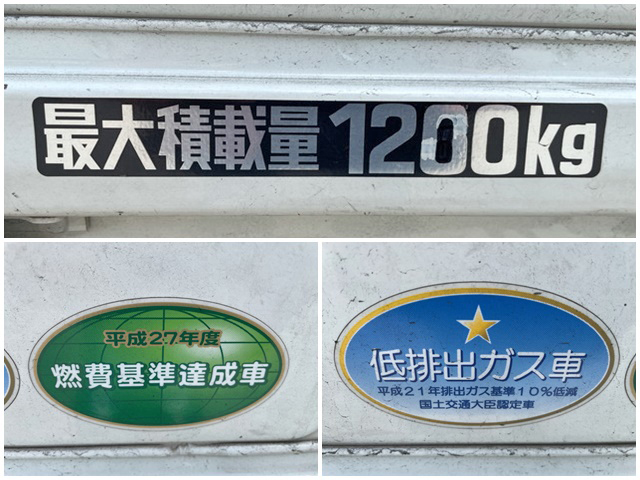 最大積載量1200kg
平成27年度
燃費基準達成車
低排出ガス車
平成21年排出ガス基準10%低減
国土交通大臣認定車